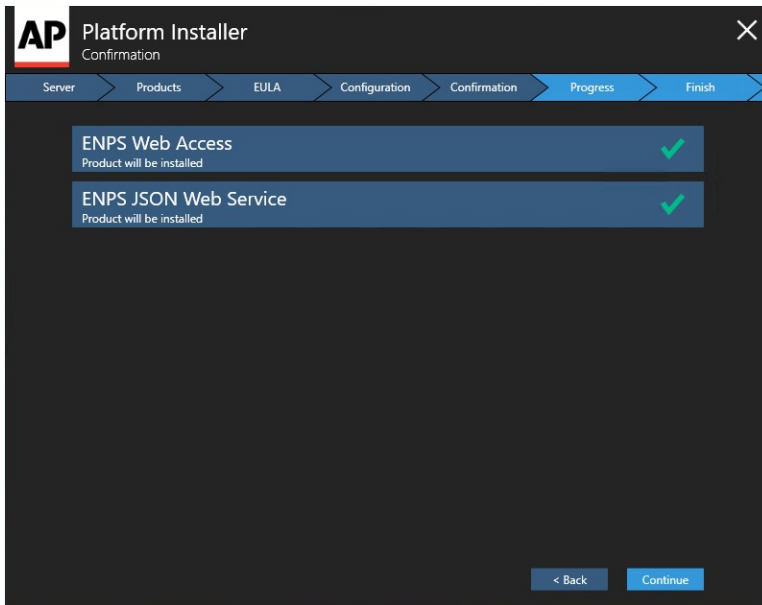 AP
Platform Installer
Confirmation
Server
Products
EULA
Configuration
Confirmation
Progress
Finish
ENPS Web Access
Product will be installed
ENPS JSON Web Service
Product will be installed
< Back
Continue